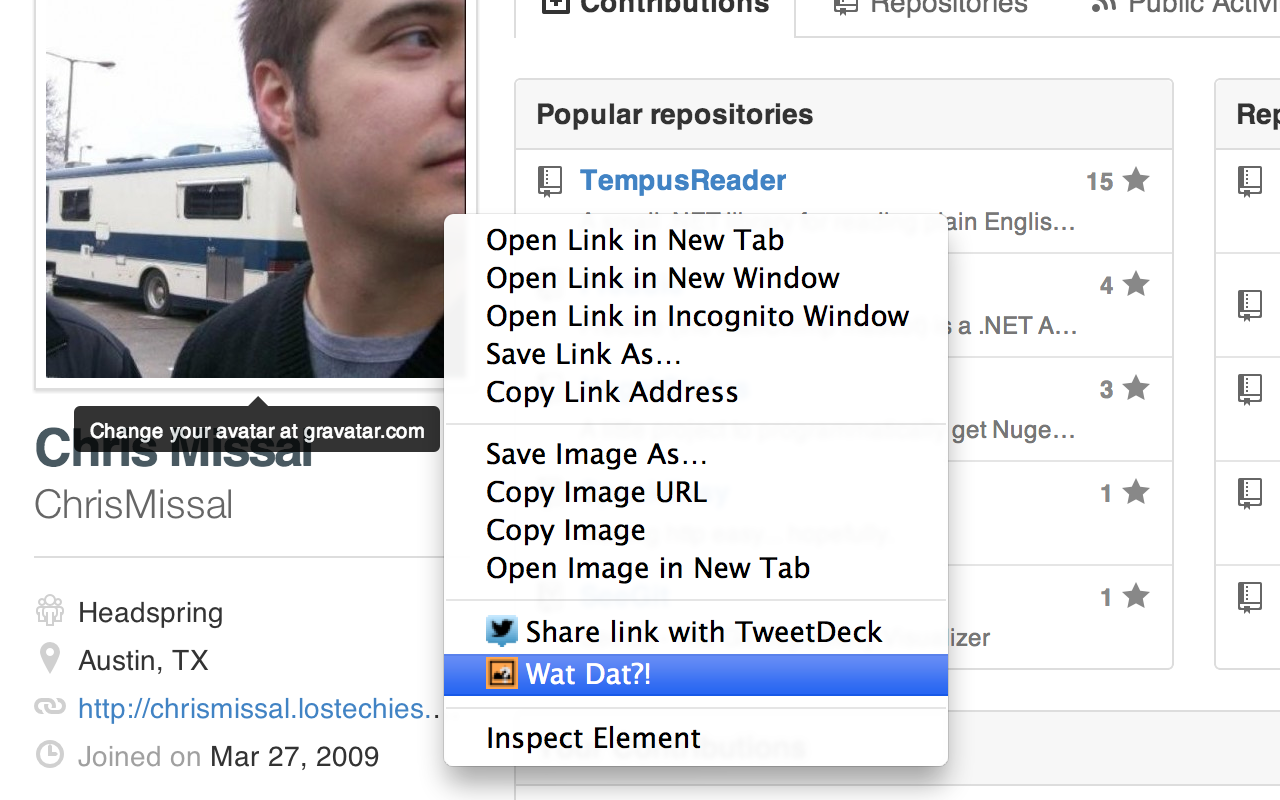 Contributions
Repositories
Public Activi
Popular repositories
Rep
TempusReader
15
plain Englis...
4
is a .NET A...
3
get Nuge...
1
1
izer
Open Link in New Tab
Open Link in New Window
Open Link in Incognito Window
Save Link As...
Copy Link Address
Save Image As...
Copy Image URL
Copy Image
Open Image in New Tab
Share link with TweetDeck
Wat Dat?!
Inspect Element
Change your avatar at gravatar.com
Chris Missal
ChrisMissal
Headspring
Austin, TX
http://chrismissal.lostechies...
Joined on Mar 27, 2009